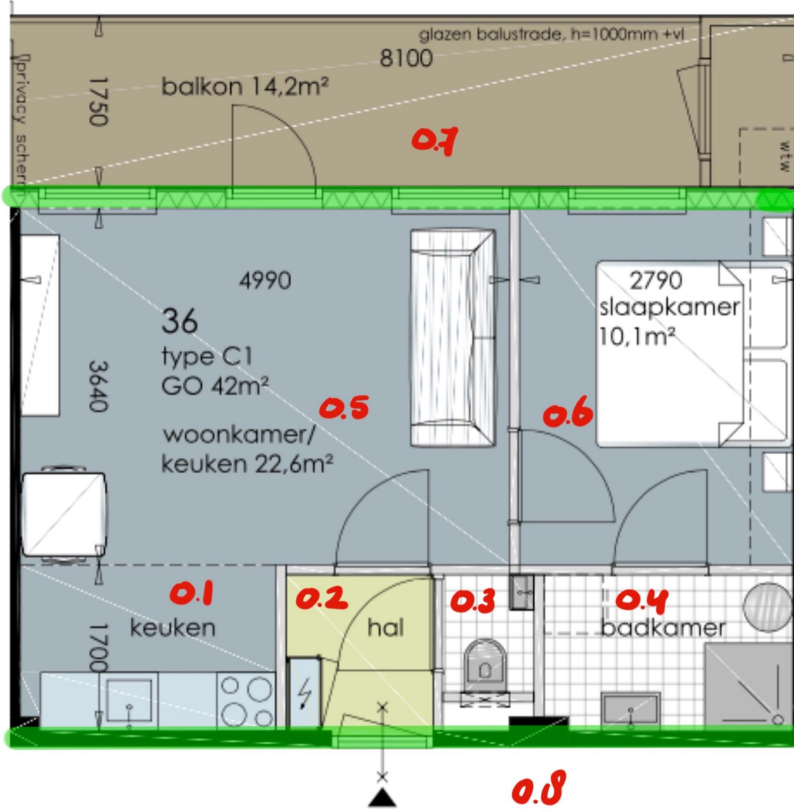 glazen balustrade, h=1000mm +vl
8100
privacy scherm
1750
balkon 14,2m²
0.7
wtw
4990
2790
slaapkamer
10,1m²
36
type C1
GO 42m²
3640
0.5
0.6
woonkamer/
keuken 22,6m²
0.1
0.2
0.3
0.4
keuken
hal
badkamer
1700
0.8